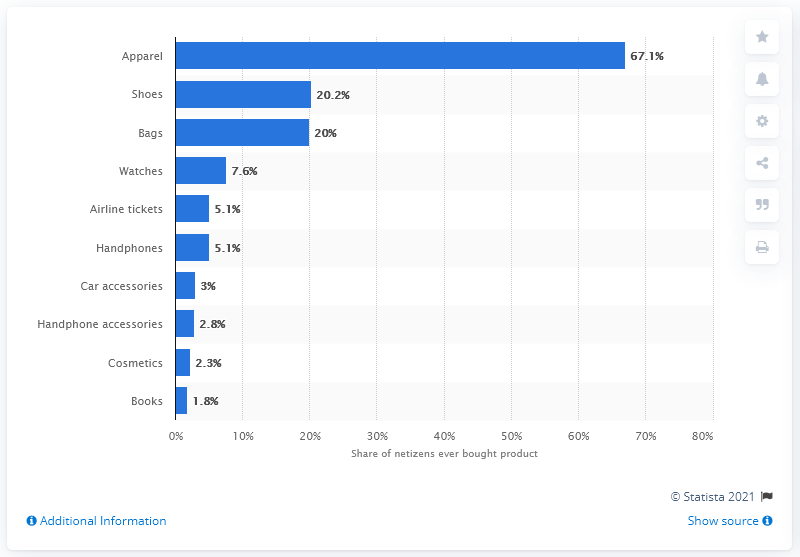 Apparel 67.1%
Shoes 20.2%
Bags 20%
Watches 7.6%
Airline tickets 5.1%
Handphones 5.1%
Car accessories 3%
Handphone accessories 2.8%
Cosmetics 2.3%
Books 1.8%
0% 10% 20% 30% 40% 50% 60% 70% 80%
Share of netizens ever bought product
© Statista 2021
Additional Information Show source